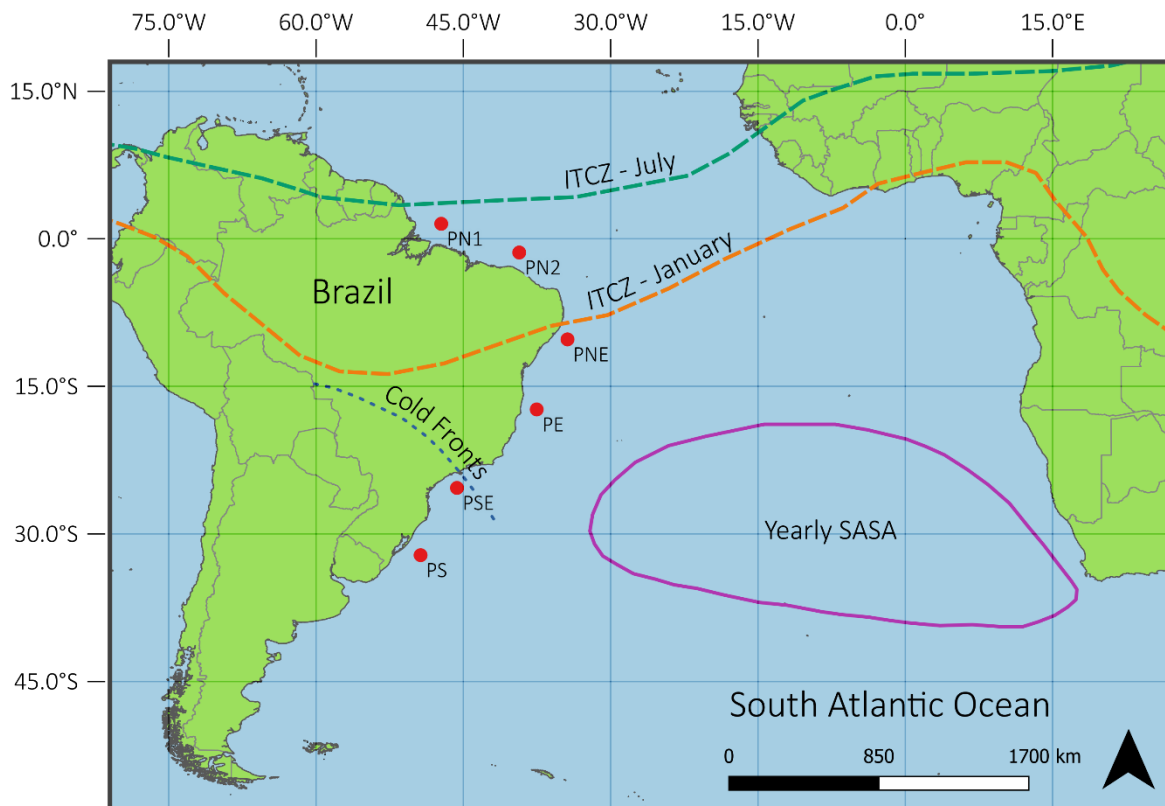 75.0°W 60.0°W 45.0°W 30.0°W 15.0°W 0.0° 15.0°E
15.0°N
ITCZ - July
PN1
0.0°
PN2
ITCZ - January
Brazil
PNE
15.0°S
Cold Fronts
PE
PSE
30.0°S
Yearly SASA
PS
45.0°S
South Atlantic Ocean
0 850 1700 km